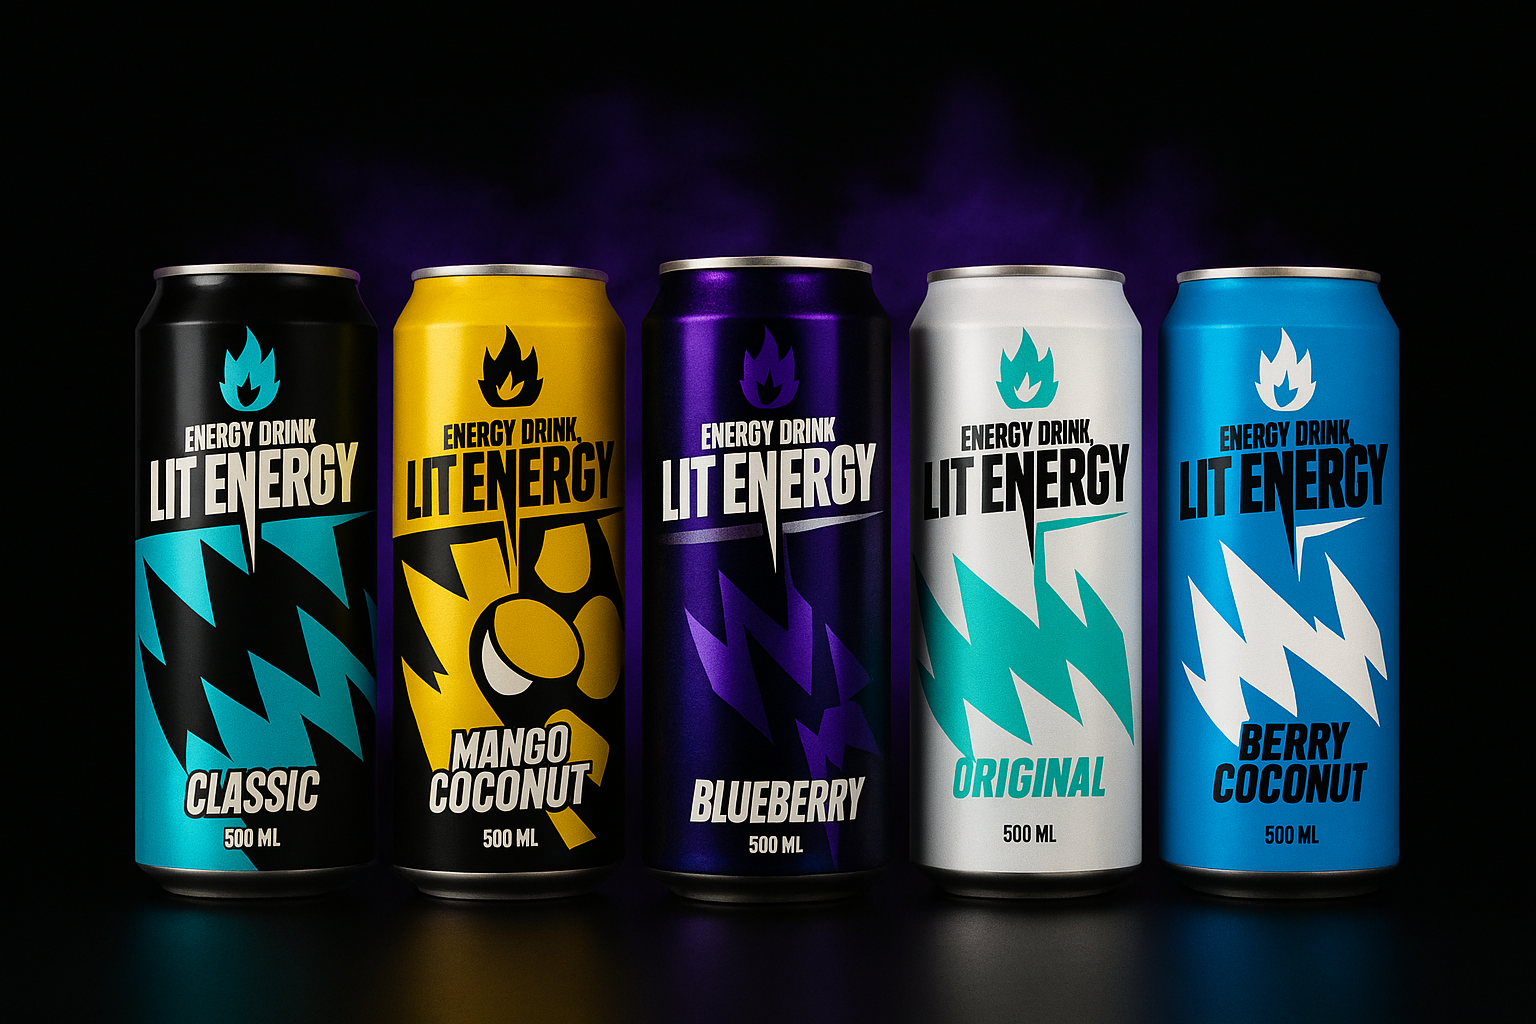 ENERGY DRINK
LIT ENERGY
CLASSIC
500 ML
ENERGY DRINK,
LIT ENERGY
MANGO
COCONUT
500 ML
ENERGY DRINK
LIT ENERGY
BLUEBERRY
500 ML
ENERGY DRINK,
LIT ENERGY
ORIGINAL
500 ML
ENERGY DRINK,
LIT ENERGY
BERRY
COCONUT
500 ML